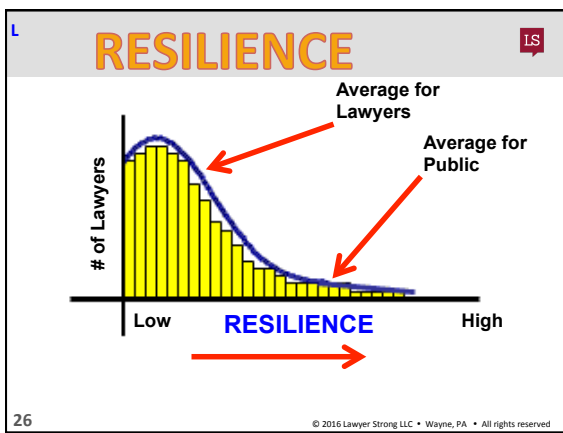 L
RESILIENCE
LS
Average for
Lawyers
Average for
Public
# of Lawyers
Low
RESILIENCE
High
26
© 2016 Lawyer Strong LLC • Wayne, PA • All rights reserved